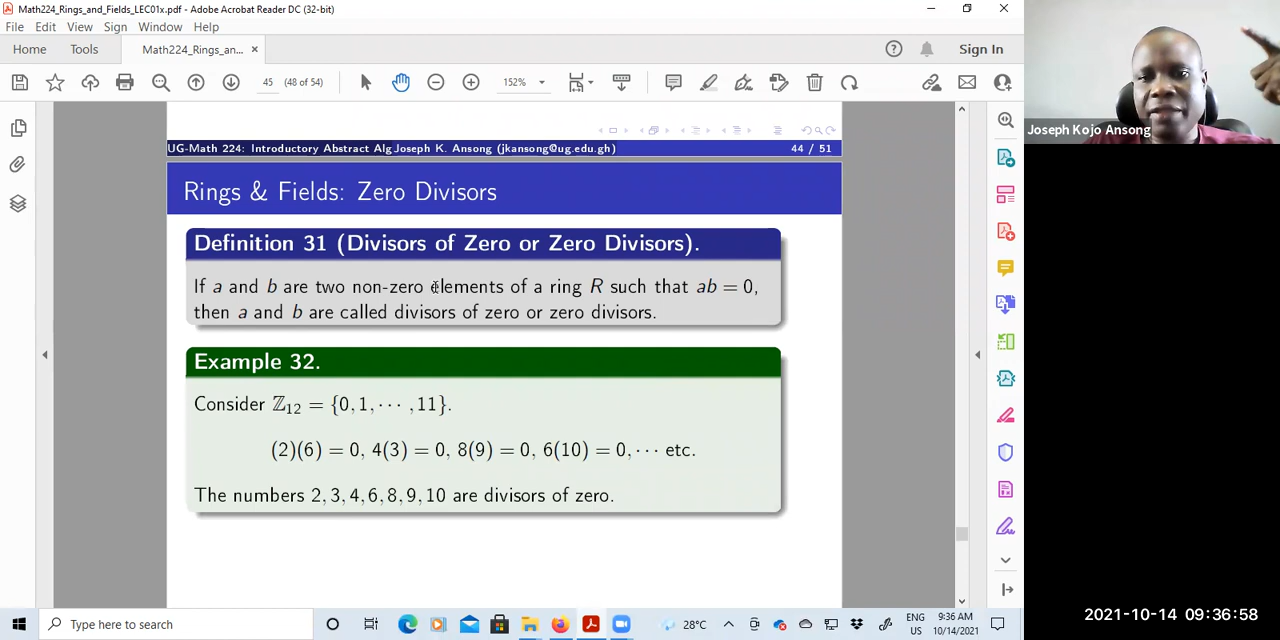 Math224_Rings_and_Fields_LEC01x.pdf - Adobe Acrobat Reader DC (32-bit)
File Edit View Sign Window Help
Home Tools Math224_Rings_an... × Sign In
45 (48 of 54) 152%
Joseph Kojo Ansong
UG-Math 224: Introductory Abstract Alg Joseph K. Ansong (jkansong@ug.edu.gh) 44 / 51
Rings & Fields: Zero Divisors
Definition 31 (Divisors of Zero or Zero Divisors).
If a and b are two non-zero elements of a ring R such that ab = 0,
then a and b are called divisors of zero or zero divisors.
Example 32.
Consider ℤ₁₂ = {0, 1, ⋯ , 11}.
(2)(6) = 0, 4(3) = 0, 8(9) = 0, 6(10) = 0, ⋯ etc.
The numbers 2, 3, 4, 6, 8, 9, 10 are divisors of zero.
2021-10-14 09:36:58
Type here to search
28°C
ENG
US
9:36 AM
10/14/2021